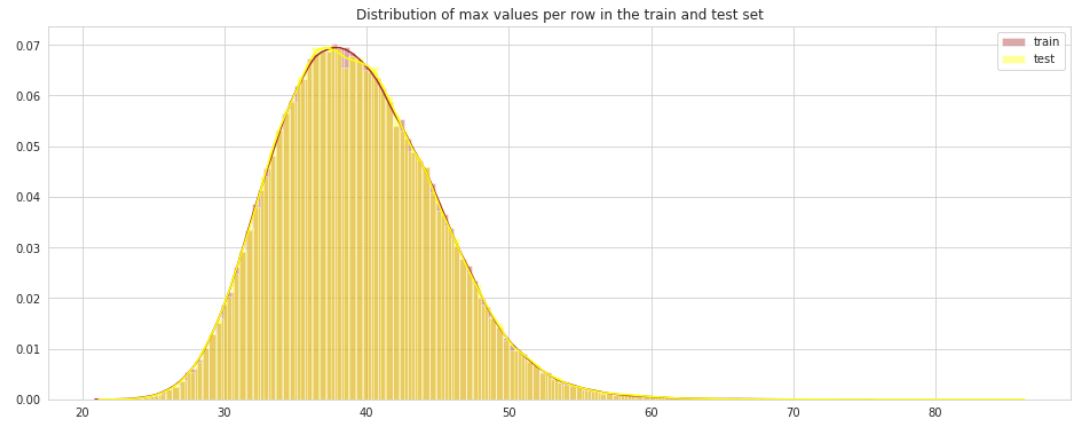 Distribution of max values per row in the train and test set
train
test
0.07
0.06
0.05
0.04
0.03
0.02
0.01
0.00
20 30 40 50 60 70 80